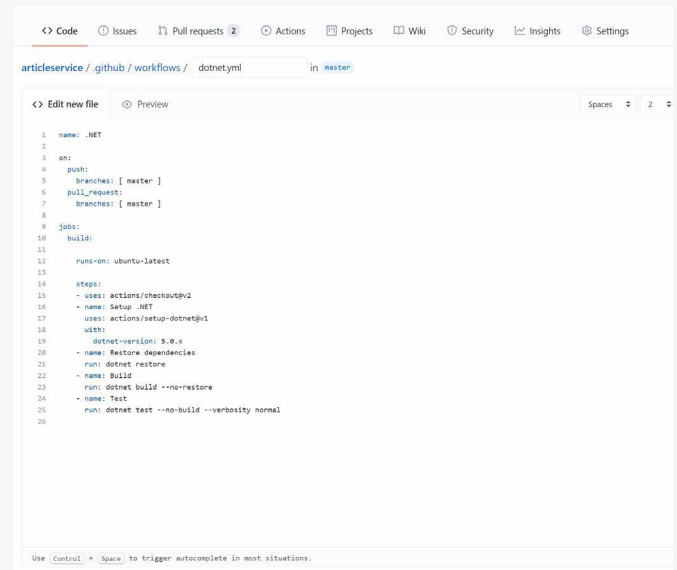 Code Issues Pull requests 2 Actions Projects Wiki Security Insights Settings
articleservice / .github / workflows / dotnet.yml in master
Edit new file Preview Spaces 2
1 name: .NET
2
3 on:
4   push:
5     branches: [ master ]
6   pull_request:
7     branches: [ master ]
8
9 jobs:
10   build:
11
12     runs-on: ubuntu-latest
13
14     steps:
15     - uses: actions/checkout@v2
16     - name: Setup .NET
17       uses: actions/setup-dotnet@v1
18       with:
19         dotnet-version: 5.0.x
20     - name: Restore dependencies
21       run: dotnet restore
22     - name: Build
23       run: dotnet build --no-restore
24     - name: Test
25       run: dotnet test --no-build --verbosity normal
26
Use Control + Space to trigger autocomplete in most situations.